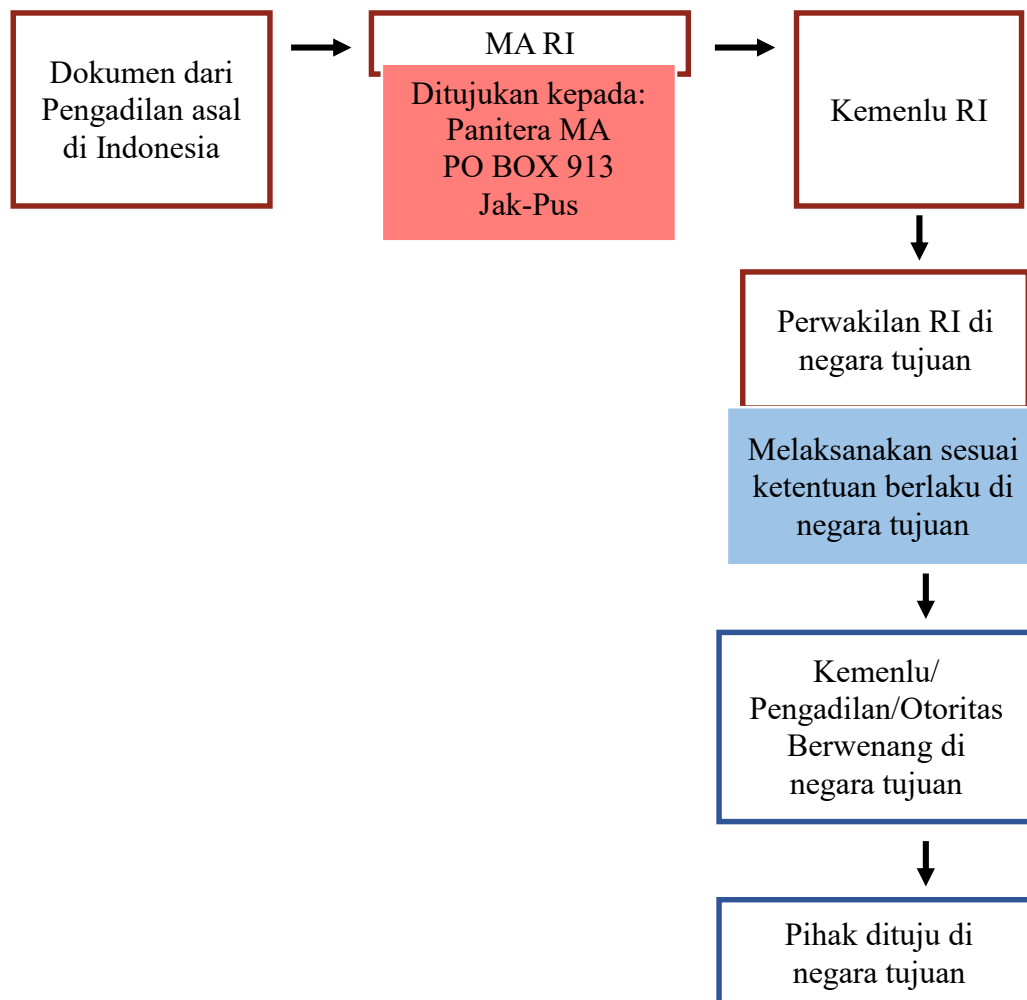 Dokumen dari
Pengadilan asal
di Indonesia
MA RI
Ditujukan kepada:
Panitera MA
PO BOX 913
Jak-Pus
Kemenlu RI
Perwakilan RI di
negara tujuan
Melaksanakan sesuai
ketentuan berlaku di
negara tujuan
Kemenlu/
Pengadilan/Otoritas
Berwenang di
negara tujuan
Pihak dituju di
negara tujuan